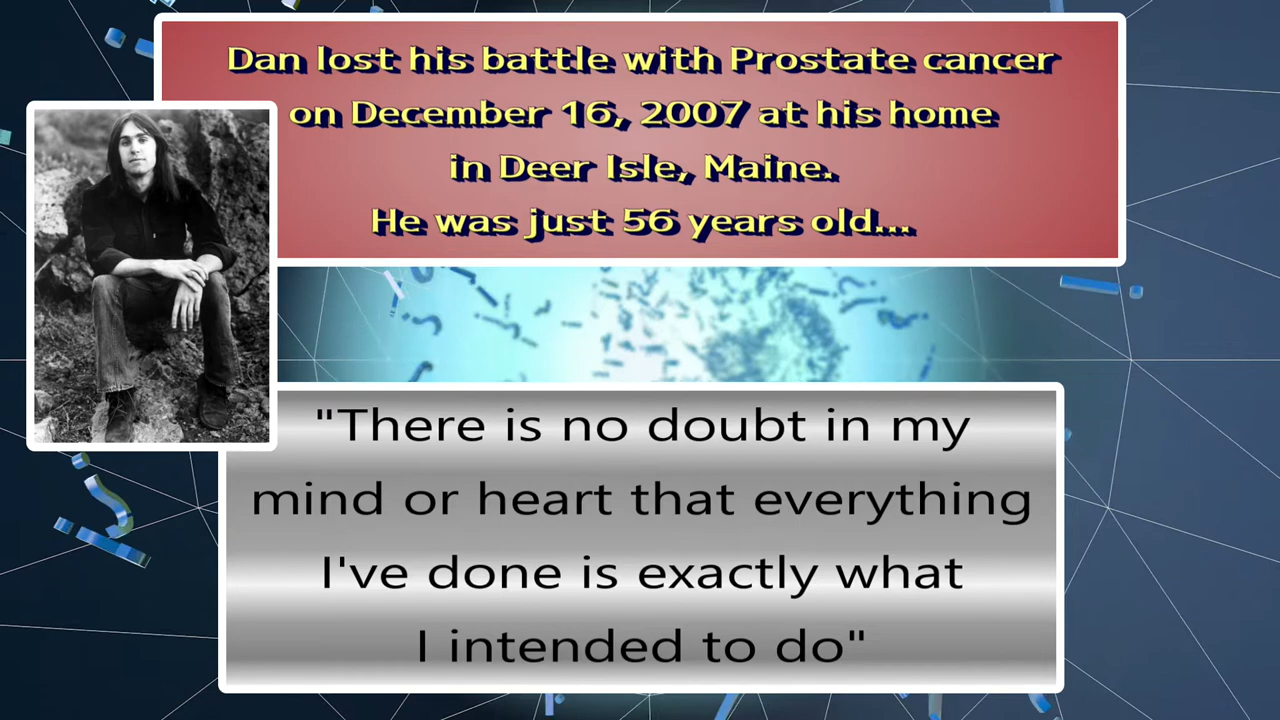 Dan lost his battle with Prostate cancer
on December 16, 2007 at his home
in Deer Isle, Maine.
He was just 56 years old...
"There is no doubt in my
mind or heart that everything
I've done is exactly what
I intended to do"